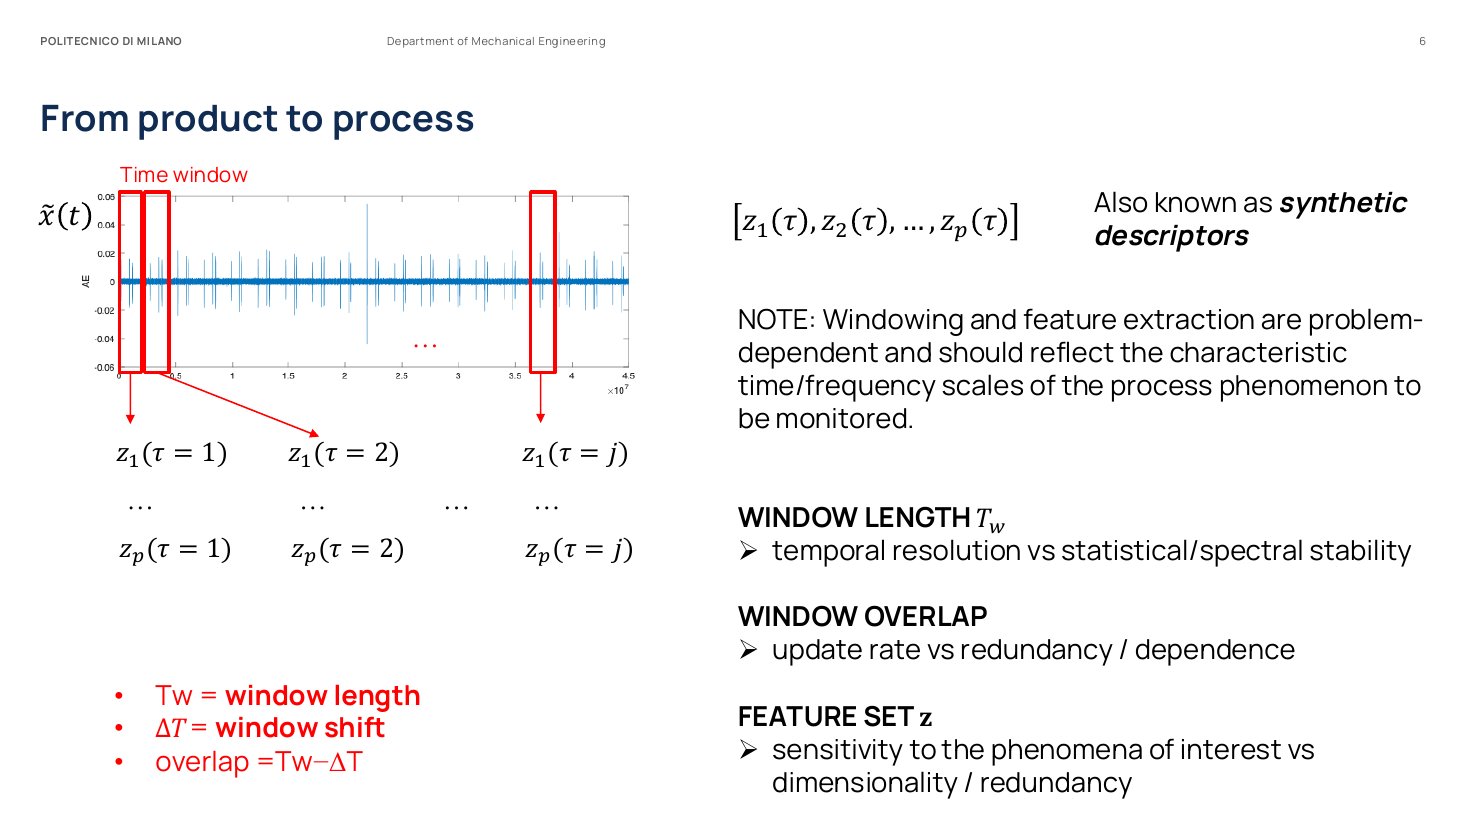 POLITECNICO DI MILANO
Department of Mechanical Engineering
6
From product to process
Time window
x̃(t)
AE
0.06
0.04
0.02
0
-0.02
-0.04
-0.06
...
0 0.5 1 1.5 2 2.5 3 3.5 4 4.5
×10⁷
z₁(τ = 1) z₁(τ = 2) z₁(τ = j)
... ... ... ...
zₚ(τ = 1) zₚ(τ = 2) zₚ(τ = j)
• Tw = window length
• ΔT = window shift
• overlap =Tw−ΔT
[z₁(τ), z₂(τ), … , zₚ(τ)]
Also known as synthetic
descriptors
NOTE: Windowing and feature extraction are problem-
dependent and should reflect the characteristic
time/frequency scales of the process phenomenon to
be monitored.
WINDOW LENGTH T_w
➢ temporal resolution vs statistical/spectral stability
WINDOW OVERLAP
➢ update rate vs redundancy / dependence
FEATURE SET z
➢ sensitivity to the phenomena of interest vs
dimensionality / redundancy